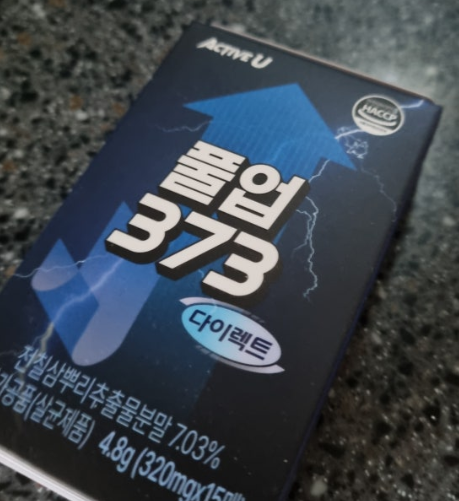 ACTIVE U
HACCP
풀업
373
다이렉트
천칠삼뿌리추출물분말 7.03%
가공품(살균제품) 4.8g (320mgx15